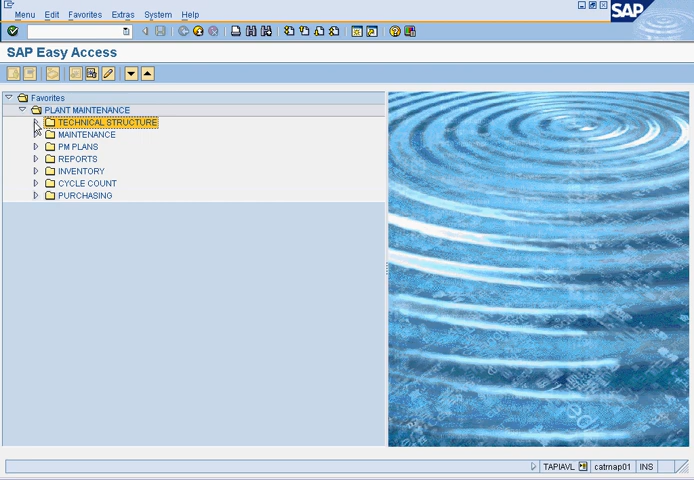 Menu Edit Favorites Extras System Help
SAP
SAP Easy Access
Favorites
PLANT MAINTENANCE
TECHNICAL STRUCTURE
MAINTENANCE
PM PLANS
REPORTS
INVENTORY
CYCLE COUNT
PURCHASING
TAPIAVL catmap01 INS